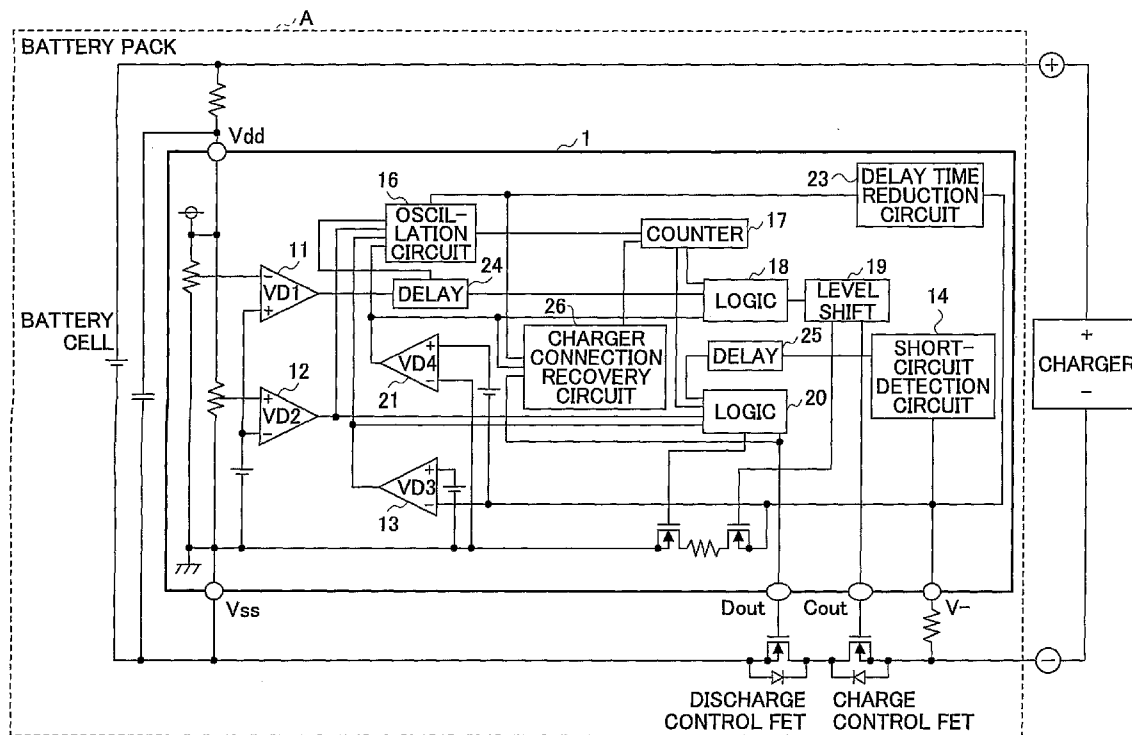 A
BATTERY PACK
+
Vdd
1
16
OSCIL-
LATION
CIRCUIT
23
DELAY TIME
REDUCTION
CIRCUIT
COUNTER
17
11
-
VD1
+
24
DELAY
18
LOGIC
19
LEVEL
SHIFT
BATTERY
CELL
26
CHARGER
CONNECTION
RECOVERY
CIRCUIT
14
SHORT-
CIRCUIT
DETECTION
CIRCUIT
25
DELAY
+
VD4
-
21
+
CHARGER
-
12
+
VD2
-
LOGIC
20
+
VD3
-
13
Vss
Dout
Cout
V-
-
DISCHARGE
CONTROL FET
CHARGE
CONTROL FET